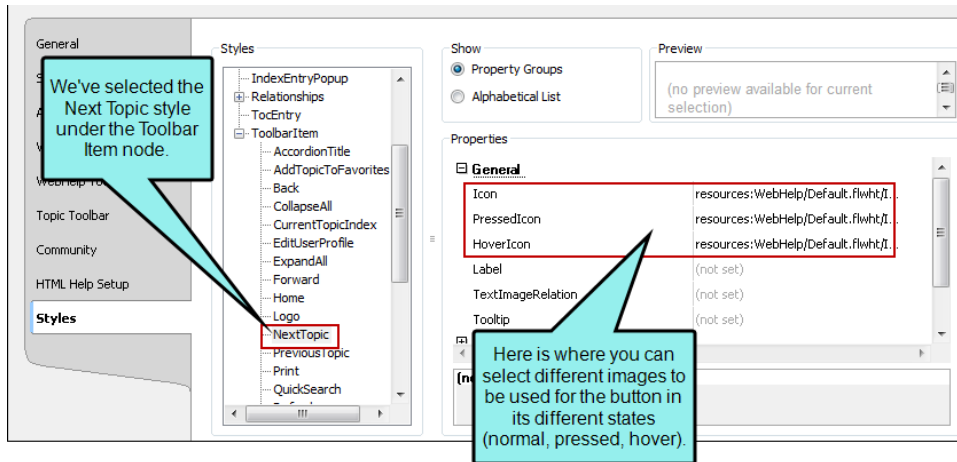 General
Styles
Show
Preview
S
We've selected the
Next Topic style
under the Toolbar
Item node.
IndexEntryPopup
Relationships
TocEntry
ToolbarItem
AccordionTitle
AddTopicToFavorites
Back
CollapseAll
CurrentTopicIndex
EditUserProfile
ExpandAll
Forward
Home
Logo
NextTopic
PreviousTopic
Print
QuickSearch
Property Groups
Alphabetical List
(no preview available for current
selection)
Topic Toolbar
Community
HTML Help Setup
Styles
Properties
General
Icon resources:WebHelp/Default.flwht/I...
PressedIcon resources:WebHelp/Default.flwht/I...
HoverIcon resources:WebHelp/Default.flwht/I...
Label (not set)
TextImageRelation (not set)
Tooltip (not set)
Here is where you can
select different images to
be used for the button in
its different states
(normal, pressed, hover).